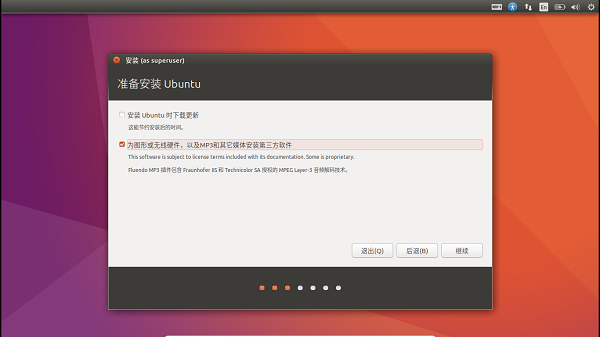 En
安装 (as superuser)
准备安装 Ubuntu
安装 Ubuntu 时下载更新
这能节约安装后的时间。
为图形或无线硬件，以及MP3和其它媒体安装第三方软件
This software is subject to license terms included with its documentation. Some is proprietary.
Fluendo MP3 插件包含 Fraunhofer IIS 和 Technicolor SA 授权的 MPEG Layer-3 音频解码技术。
退出(Q) 后退(B) 继续